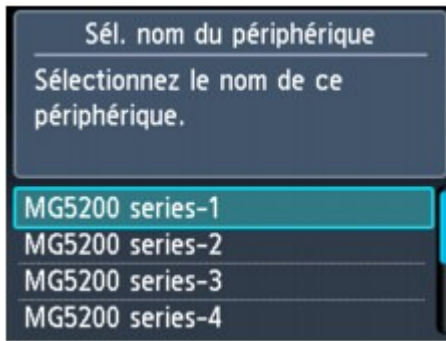 Sél. nom du périphérique
Sélectionnez le nom de ce
périphérique.
MG5200 series-1
MG5200 series-2
MG5200 series-3
MG5200 series-4